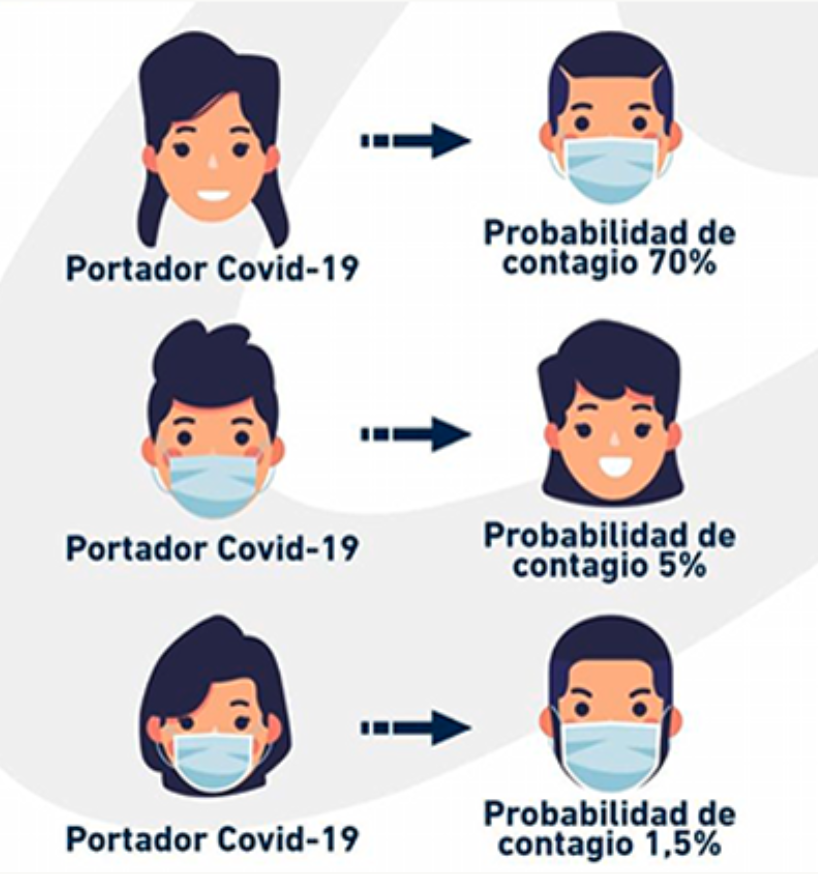 Portador Covid-19
Probabilidad de
contagio 70%
Portador Covid-19
Probabilidad de
contagio 5%
Portador Covid-19
Probabilidad de
contagio 1,5%